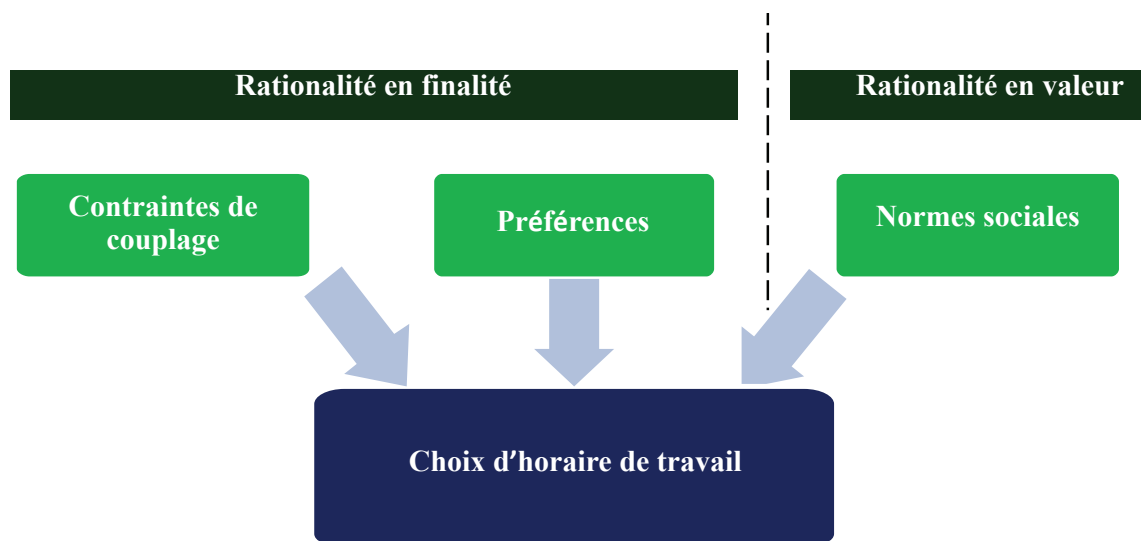 Rationalité en finalité
Rationalité en valeur
Contraintes de
couplage
Préférences
Normes sociales
Choix d'horaire de travail